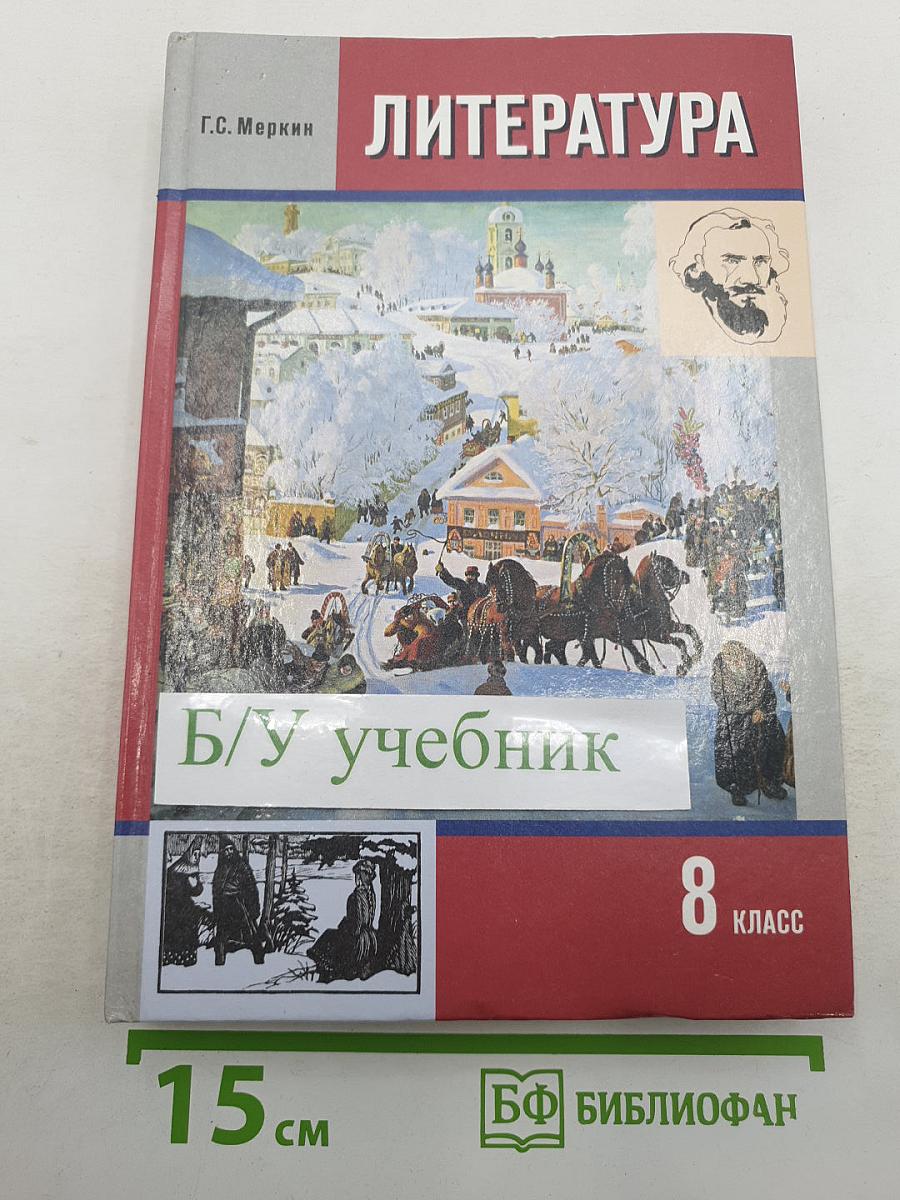 Г.С. Меркин
ЛИТЕРАТУРА
Б/У учебник
8 КЛАСС
15 см
БФ БИБЛИОФАН